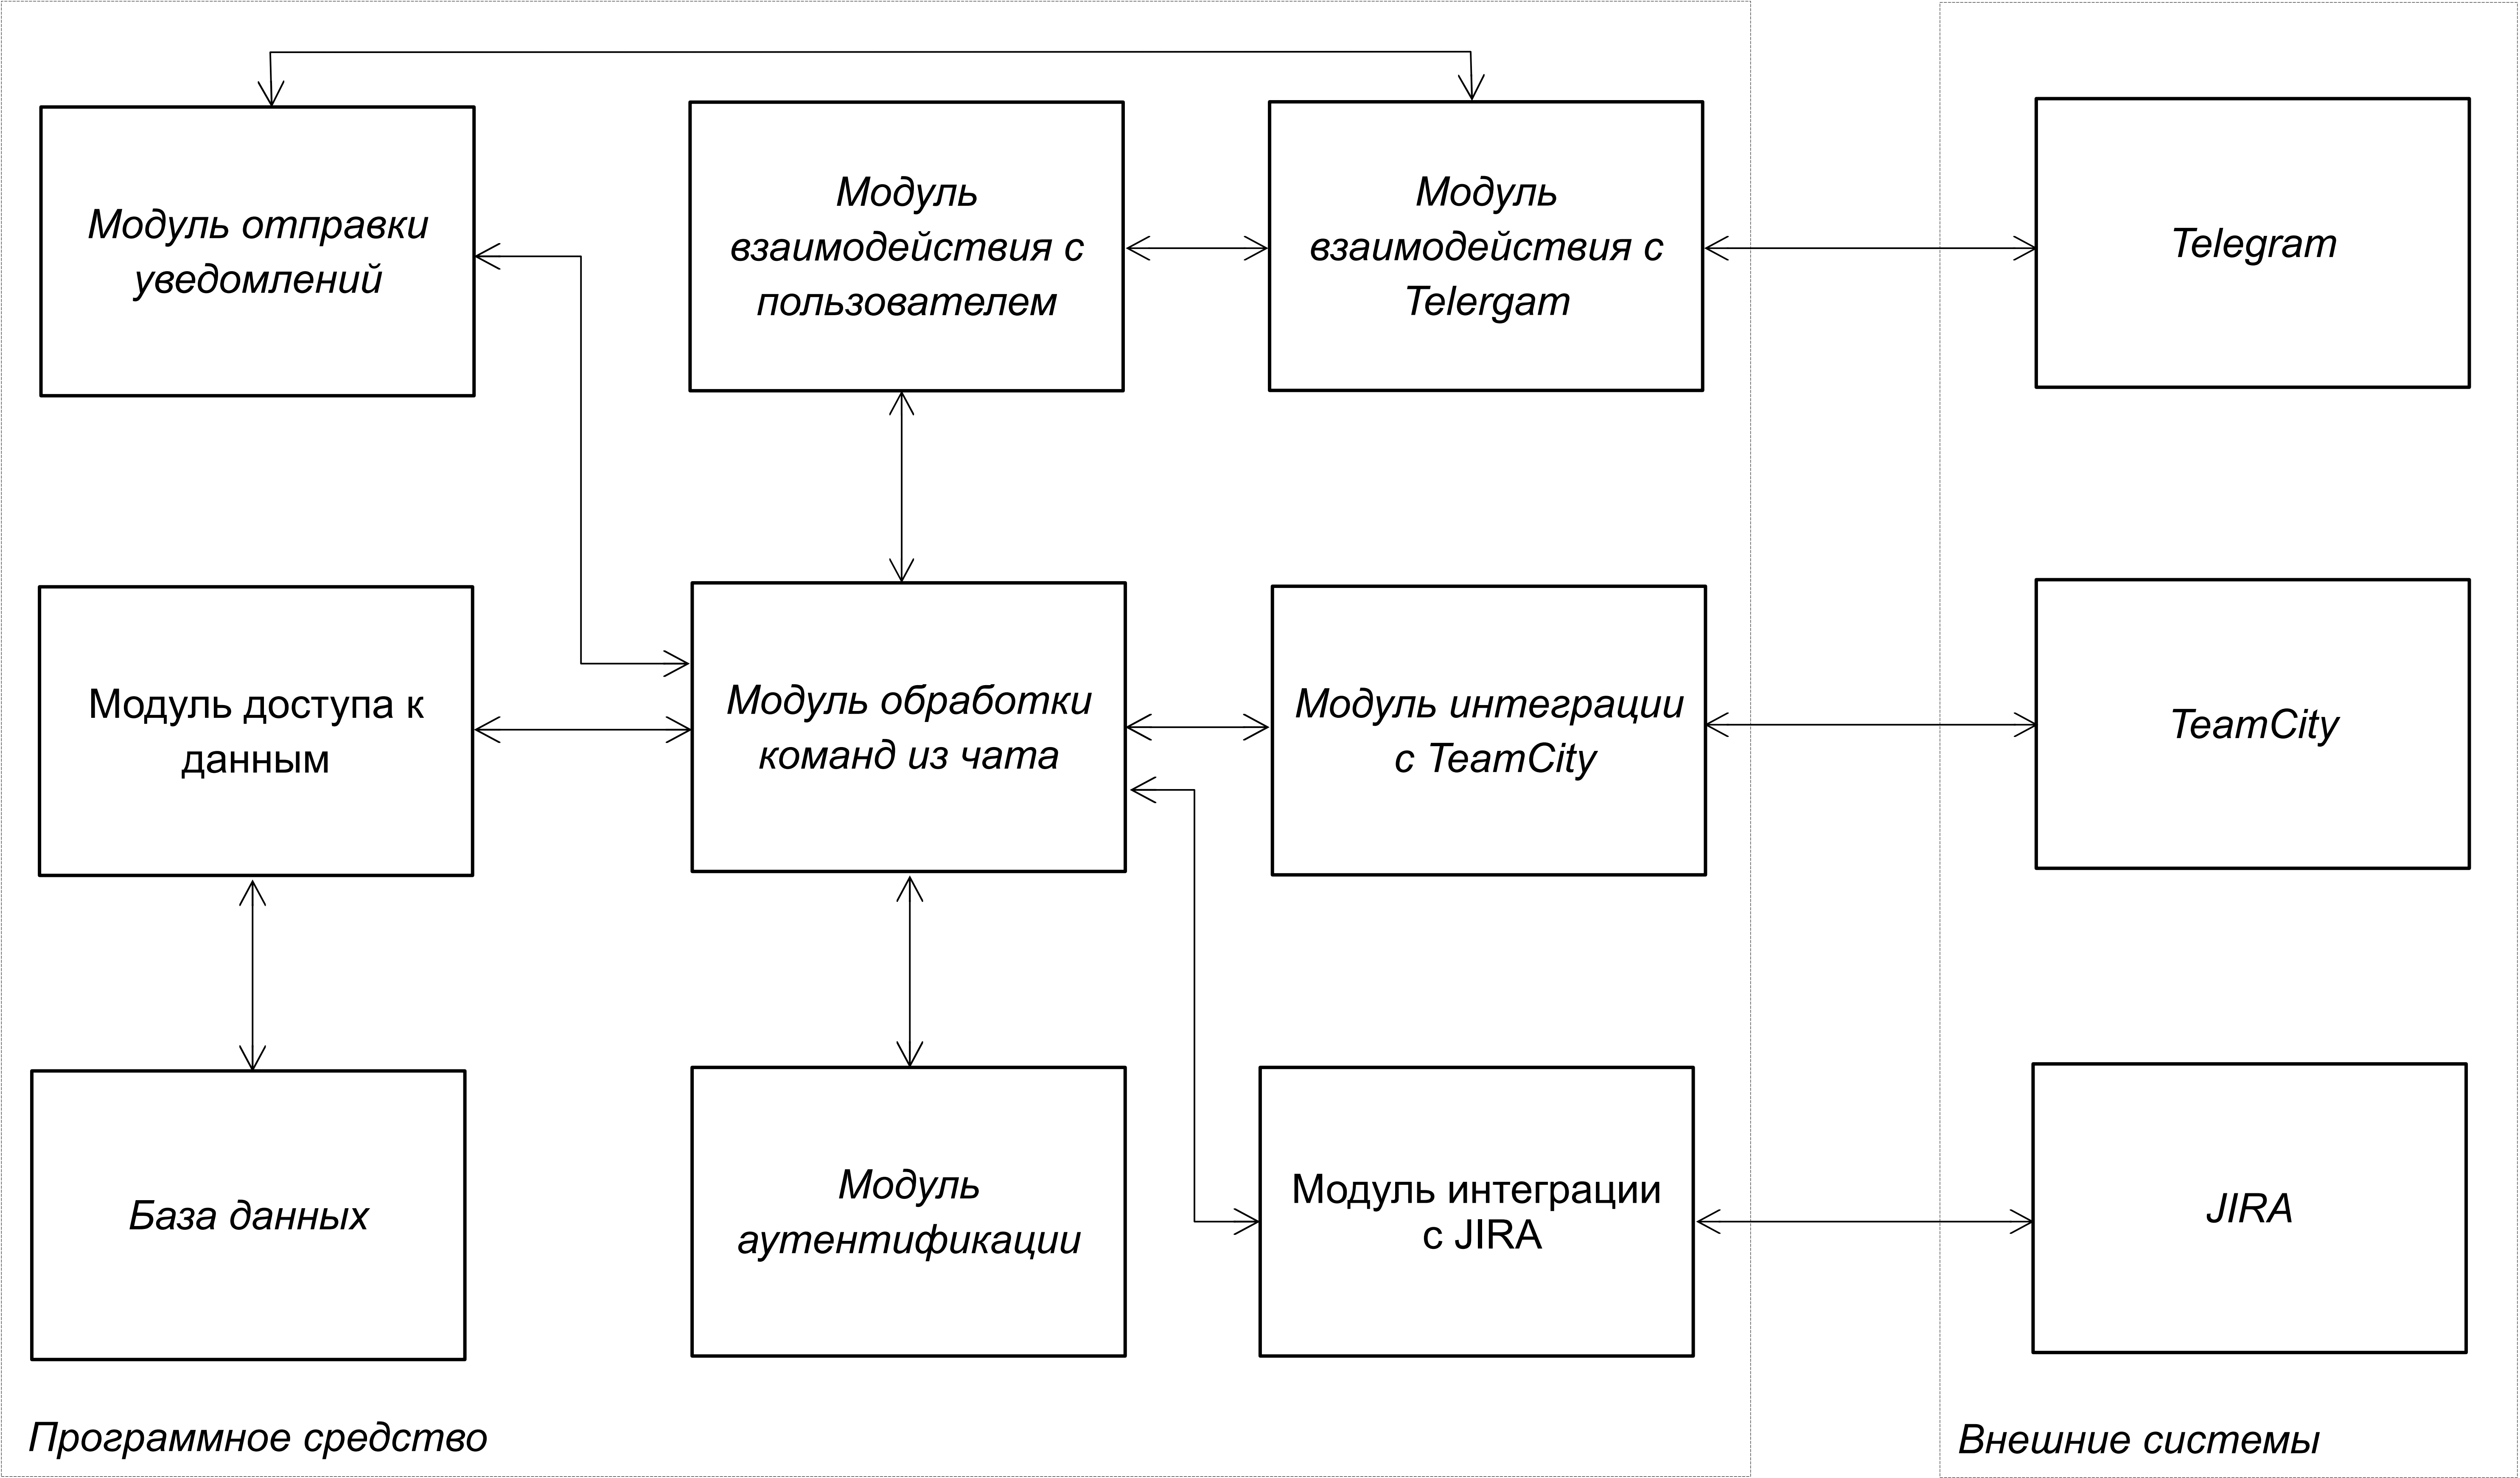 Модуль отправки
уведомлений
Модуль
взаимодействия с
пользователем
Модуль
взаимодействия с
Telergam
Telegram
Модуль доступа к
данным
Модуль обработки
команд из чата
Модуль интеграции
с TeamCity
TeamCity
База данных
Модуль
аутентификации
Модуль интеграции
с JIRA
JIRA
Программное средство
Внешние системы